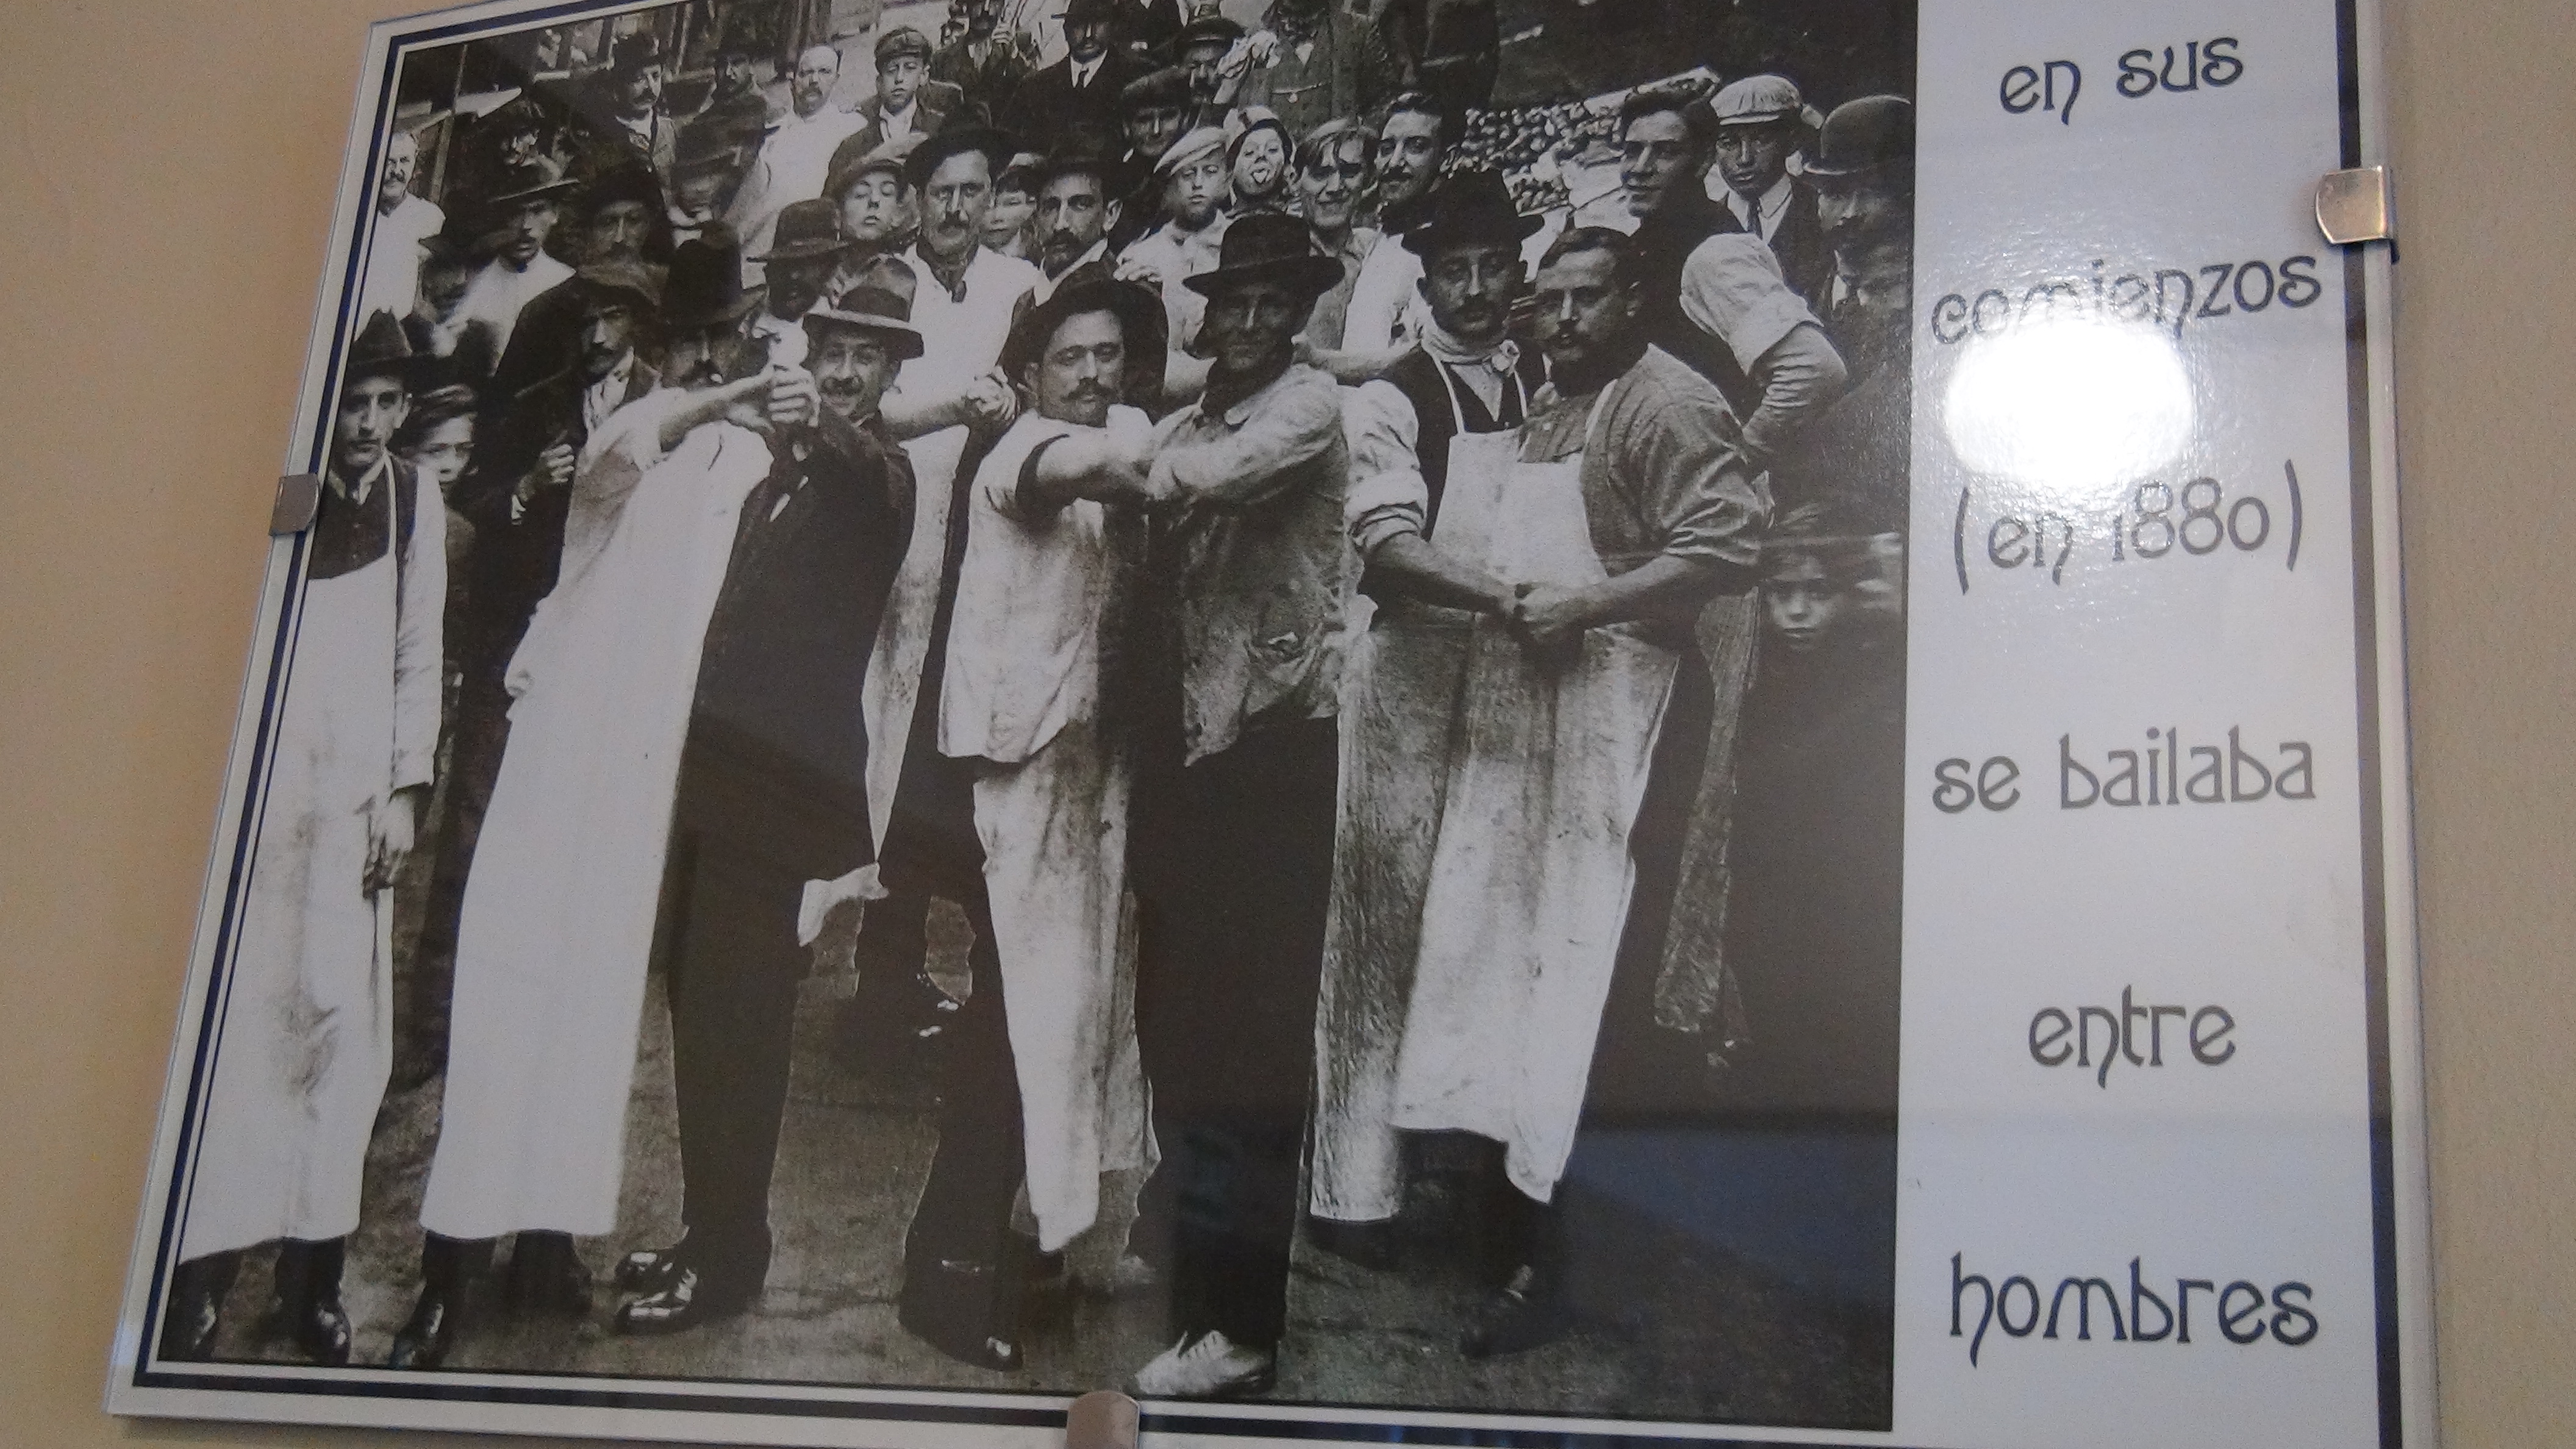 en sus
comienzos
(en 1880)
se bailaba
entre
hombres